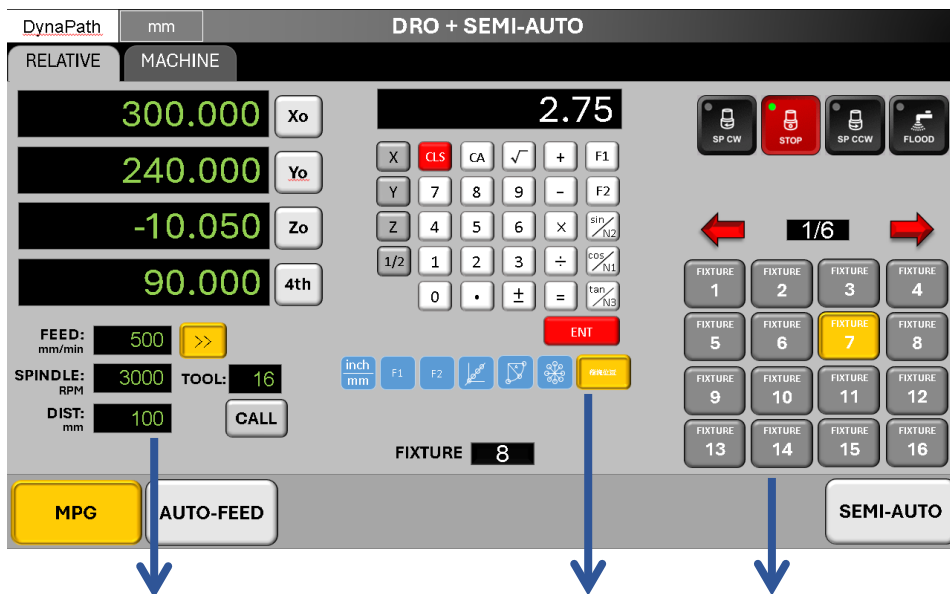 DynaPath mm DRO + SEMI-AUTO
RELATIVE MACHINE
300.000 Xo
240.000 Yo
-10.050 Zo
90.000 4th
FEED: 500 >>
mm/min
SPINDLE: 3000 TOOL: 16
RPM
DIST: 100 CALL
mm
2.75
X CLS CA √ + F1
Y 7 8 9 - F2
Z 4 5 6 × sin/N2
1/2 1 2 3 ÷ cos/N1
0 . ± = tan/N3
ENT
inch
mm F1 F2
FIXTURE 8
SP CW STOP SP CCW FLOOD
1/6
FIXTURE 1 FIXTURE 2 FIXTURE 3 FIXTURE 4
FIXTURE 5 FIXTURE 6 FIXTURE 7 FIXTURE 8
FIXTURE 9 FIXTURE 10 FIXTURE 11 FIXTURE 12
FIXTURE 13 FIXTURE 14 FIXTURE 15 FIXTURE 16
MPG AUTO-FEED SEMI-AUTO